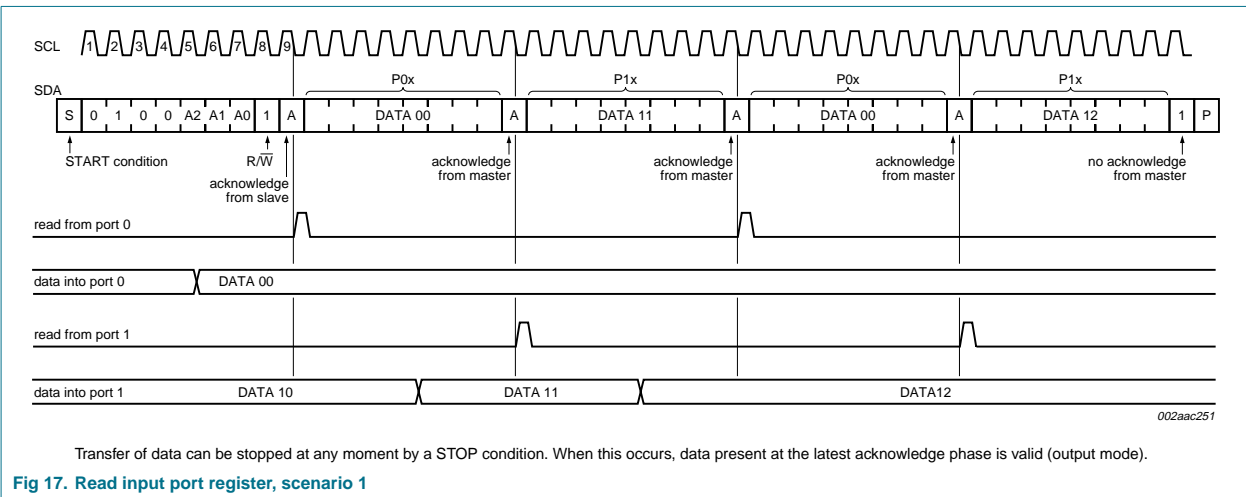 SCL 1 2 3 4 5 6 7 8 9
P0x P1x P0x P1x
SDA
S 0 1 0 0 A2 A1 A0 1 A DATA 00 A DATA 11 A DATA 00 A DATA 12 1 P
START condition R/W̅ acknowledge from master acknowledge from master acknowledge from master no acknowledge from master
acknowledge from slave
read from port 0
data into port 0 DATA 00
read from port 1
data into port 1 DATA 10 DATA 11 DATA12
002aac251
Transfer of data can be stopped at any moment by a STOP condition. When this occurs, data present at the latest acknowledge phase is valid (output mode).
Fig 17. Read input port register, scenario 1